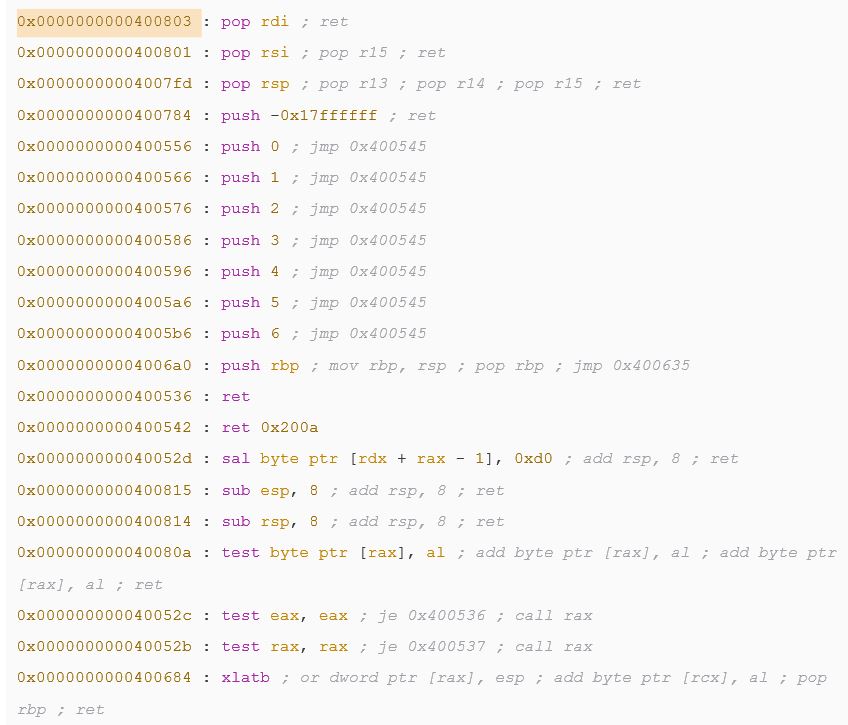 0x0000000000400803 : pop rdi ; ret
0x0000000000400801 : pop rsi ; pop r15 ; ret
0x00000000004007fd : pop rsp ; pop r13 ; pop r14 ; pop r15 ; ret
0x0000000000400784 : push -0x17ffffff ; ret
0x0000000000400556 : push 0 ; jmp 0x400545
0x0000000000400566 : push 1 ; jmp 0x400545
0x0000000000400576 : push 2 ; jmp 0x400545
0x0000000000400586 : push 3 ; jmp 0x400545
0x0000000000400596 : push 4 ; jmp 0x400545
0x00000000004005a6 : push 5 ; jmp 0x400545
0x00000000004005b6 : push 6 ; jmp 0x400545
0x00000000004006a0 : push rbp ; mov rbp, rsp ; pop rbp ; jmp 0x400635
0x0000000000400536 : ret
0x0000000000400542 : ret 0x200a
0x000000000040052d : sal byte ptr [rdx + rax - 1], 0xd0 ; add rsp, 8 ; ret
0x0000000000400815 : sub esp, 8 ; add rsp, 8 ; ret
0x0000000000400814 : sub rsp, 8 ; add rsp, 8 ; ret
0x000000000040080a : test byte ptr [rax], al ; add byte ptr [rax], al ; add byte ptr
[rax], al ; ret
0x000000000040052c : test eax, eax ; je 0x400536 ; call rax
0x000000000040052b : test rax, rax ; je 0x400537 ; call rax
0x0000000000400684 : xlatb ; or dword ptr [rax], esp ; add byte ptr [rcx], al ; pop
rbp ; ret